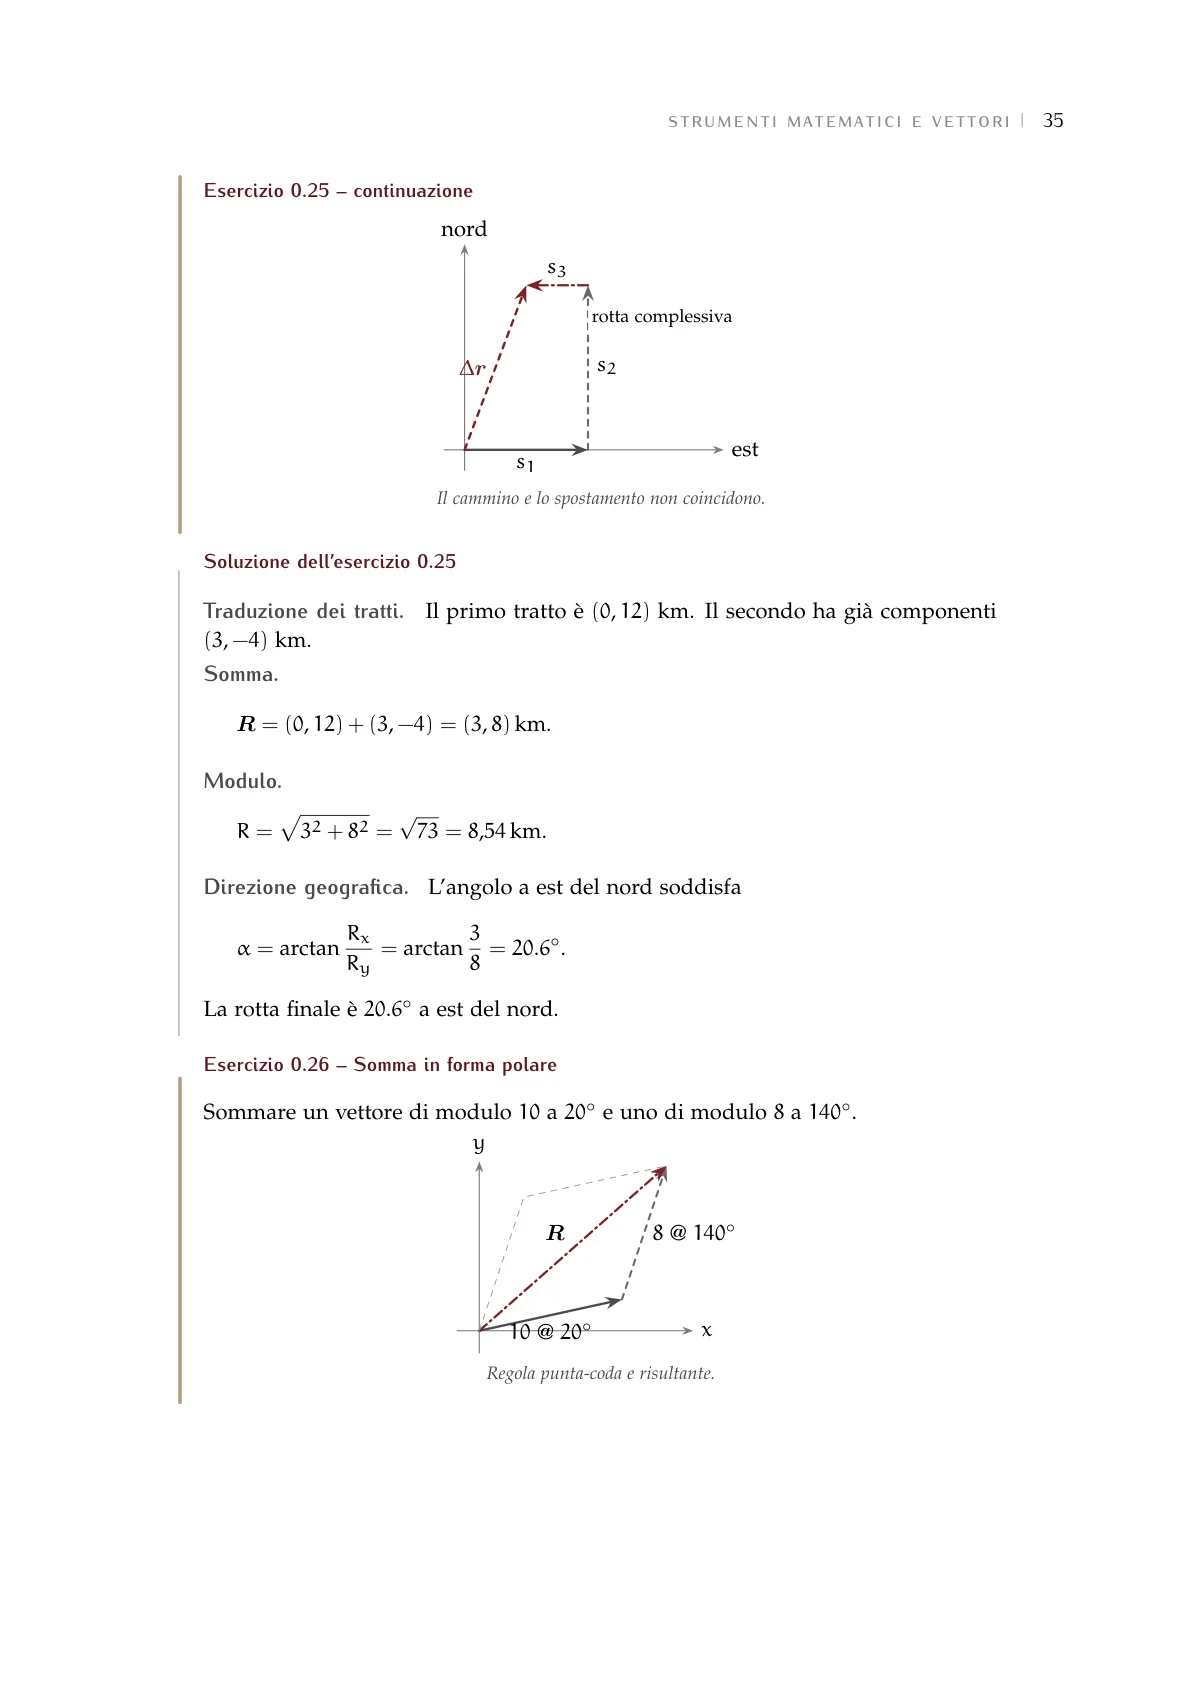 STRUMENTI MATEMATICI E VETTORI | 35
Esercizio 0.25 – continuazione
nord
s3
rotta complessiva
Δr
s2
est
s1
Il cammino e lo spostamento non coincidono.
Soluzione dell'esercizio 0.25
Traduzione dei tratti. Il primo tratto è (0, 12) km. Il secondo ha già componenti
(3, −4) km.
Somma.
R = (0, 12) + (3, −4) = (3, 8) km.
Modulo.
R = √(3² + 8²) = √73 = 8,54 km.
Direzione geografica. L'angolo a est del nord soddisfa
α = arctan Rx/Ry = arctan 3/8 = 20.6°.
La rotta finale è 20.6° a est del nord.
Esercizio 0.26 – Somma in forma polare
Sommare un vettore di modulo 10 a 20° e uno di modulo 8 a 140°.
y
R
8 @ 140°
10 @ 20°
x
Regola punta-coda e risultante.